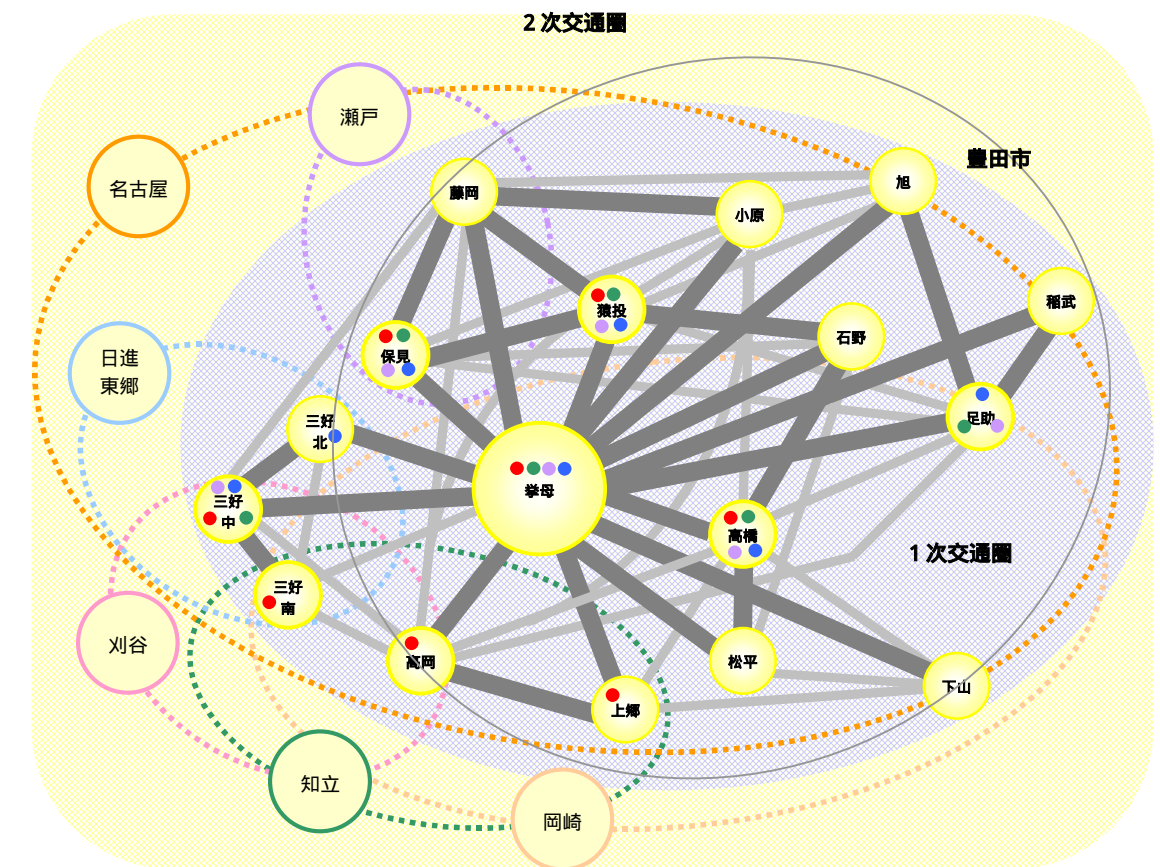 2 次交通圏
瀬戸
豊田市
名古屋
旭
藤岡
小原
稲武
猿投
石野
日進
東郷
保見
三好
北
足助
挙母
三好
中
高橋
1 次交通圏
三好
南
刈谷
高岡
松平
下山
上郷
知立
岡崎